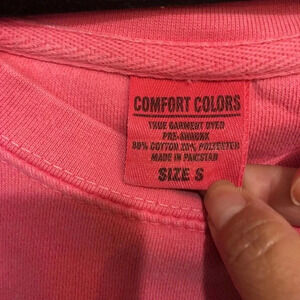 COMFORT COLORS
TRUE GARMENT DYED
PRE-SHRUNK
80% COTTON 20% POLYESTER
MADE IN PAKISTAN
SIZE S